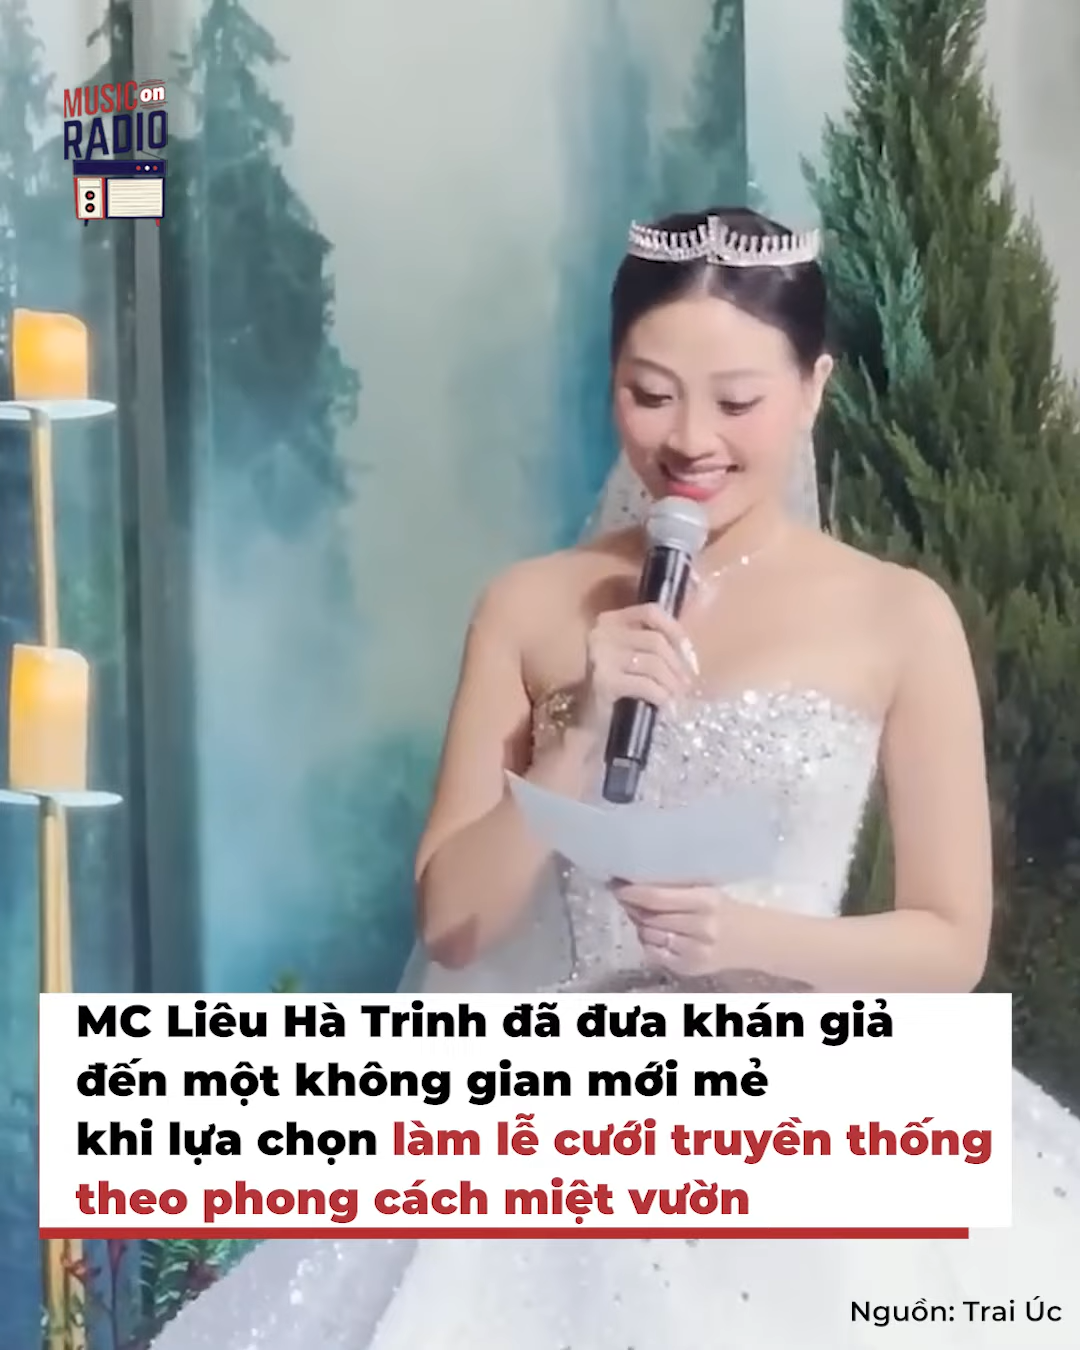 MUSIC on
RADIO
MC Liêu Hà Trinh đã đưa khán giả
đến một không gian mới mẻ
khi lựa chọn làm lễ cưới truyền thống
theo phong cách miệt vườn
Nguồn: Trai Úc